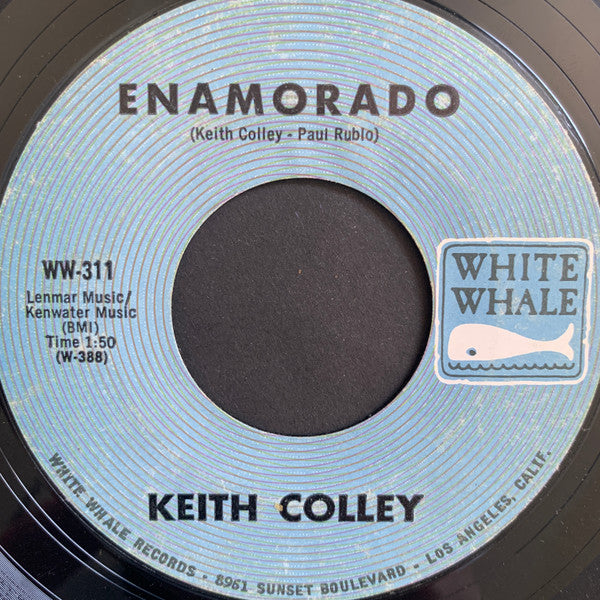 ENAMORADO
(Keith Colley - Paul Rubio)
WW-311
Lenmar Music/
Kenwater Music
(BMI)
Time 1:50
(W-388)
WHITE
WHALE
KEITH COLLEY
WHITE WHALE RECORDS - 8961 SUNSET BOULEVARD - LOS ANGELES, CALIF.